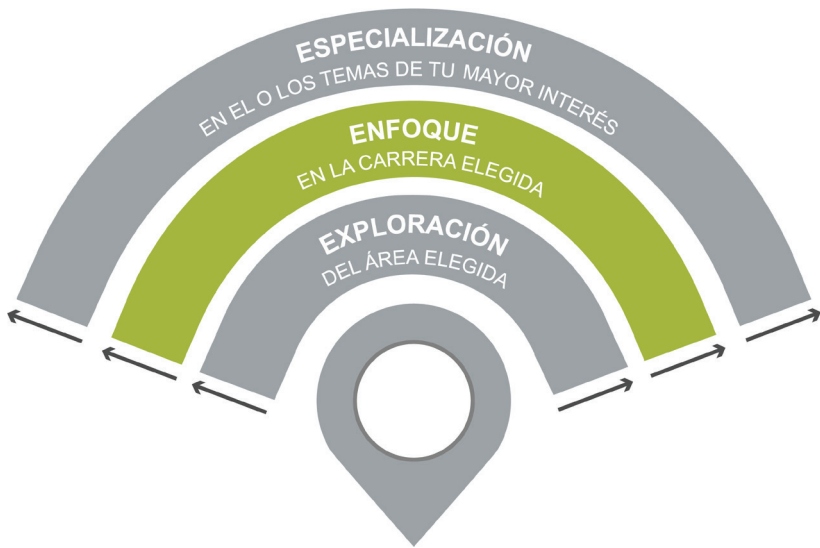 ESPECIALIZACIÓN
EN EL O LOS TEMAS DE TU MAYOR INTERÉS
ENFOQUE
EN LA CARRERA ELEGIDA
EXPLORACIÓN
DEL ÁREA ELEGIDA